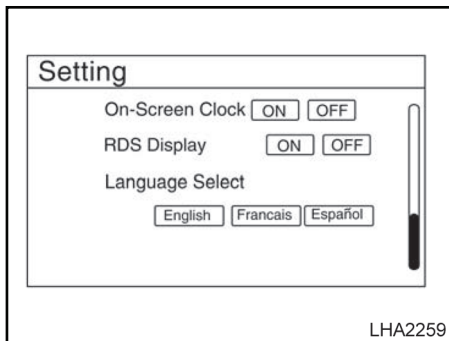 Setting
On-Screen Clock ON OFF
RDS Display ON OFF
Language Select
English Francais Español
LHA2259